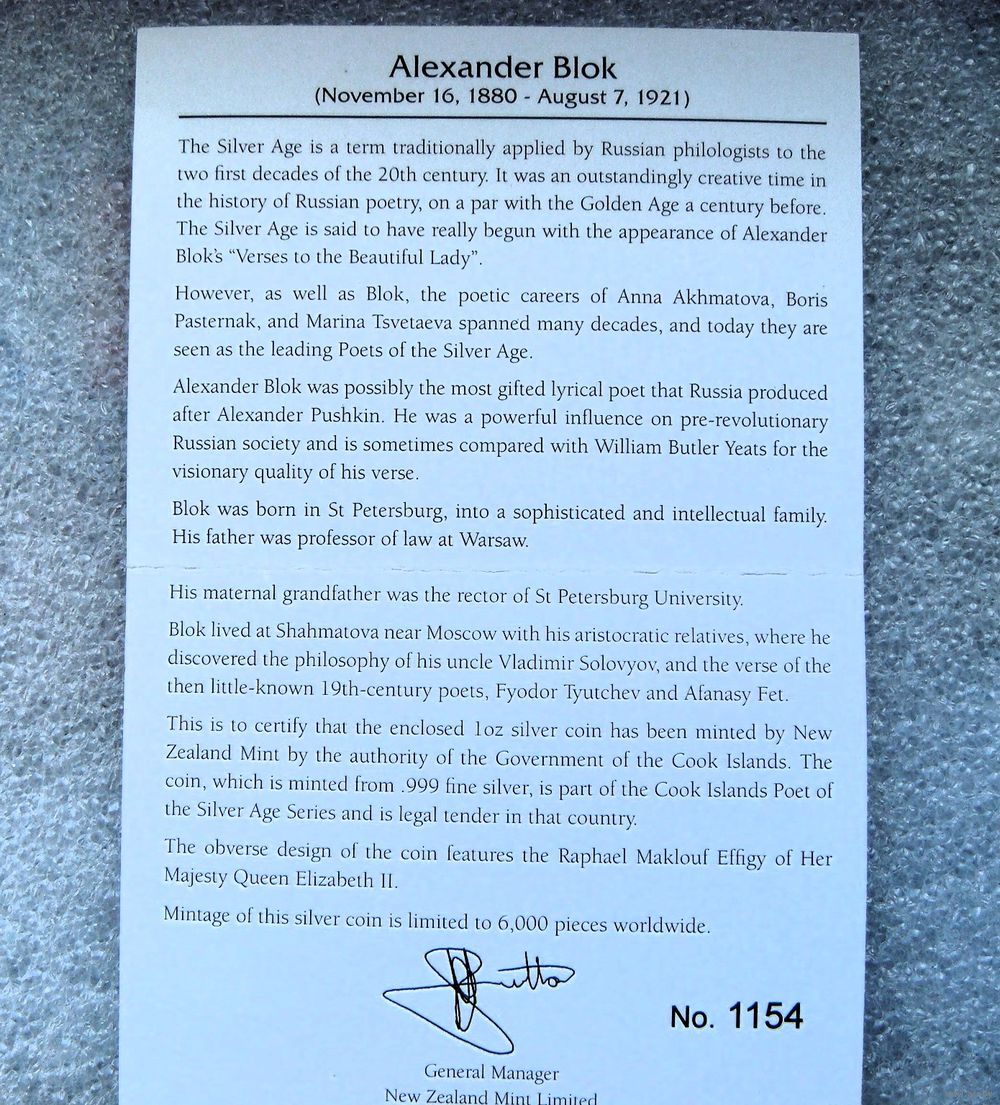 Alexander Blok
(November 16, 1880 - August 7, 1921)
The Silver Age is a term traditionally applied by Russian philologists to the
two first decades of the 20th century. It was an outstandingly creative time in
the history of Russian poetry, on a par with the Golden Age a century before.
The Silver Age is said to have really begun with the appearance of Alexander
Blok's “Verses to the Beautiful Lady”.
However, as well as Blok, the poetic careers of Anna Akhmatova, Boris
Pasternak, and Marina Tsvetaeva spanned many decades, and today they are
seen as the leading Poets of the Silver Age.
Alexander Blok was possibly the most gifted lyrical poet that Russia produced
after Alexander Pushkin. He was a powerful influence on pre-revolutionary
Russian society and is sometimes compared with William Butler Yeats for the
visionary quality of his verse.
Blok was born in St Petersburg, into a sophisticated and intellectual family.
His father was professor of law at Warsaw.
His maternal grandfather was the rector of St Petersburg University.
Blok lived at Shahmatova near Moscow with his aristocratic relatives, where he
discovered the philosophy of his uncle Vladimir Solovyov, and the verse of the
then little-known 19th-century poets, Fyodor Tyutchev and Afanasy Fet.
This is to certify that the enclosed 1oz silver coin has been minted by New
Zealand Mint by the authority of the Government of the Cook Islands. The
coin, which is minted from .999 fine silver, is part of the Cook Islands Poet of
the Silver Age Series and is legal tender in that country.
The obverse design of the coin features the Raphael Maklouf Effigy of Her
Majesty Queen Elizabeth II.
Mintage of this silver coin is limited to 6,000 pieces worldwide.
No. 1154
General Manager
New Zealand Mint Limited